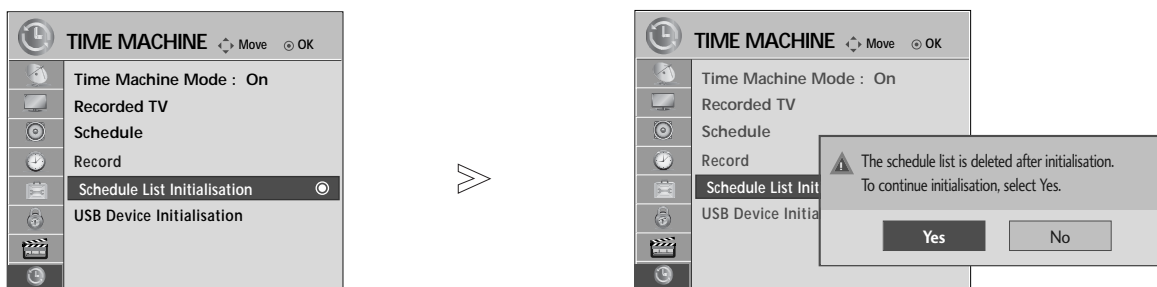 TIME MACHINE Move OK
Time Machine Mode : On
Recorded TV
Schedule
Record
Schedule List Initialisation
USB Device Initialisation
TIME MACHINE Move OK
Time Machine Mode : On
Recorded TV
Schedule
Record
Schedule List Init
USB Device Initia
The schedule list is deleted after initialisation.
To continue initialisation, select Yes.
Yes No